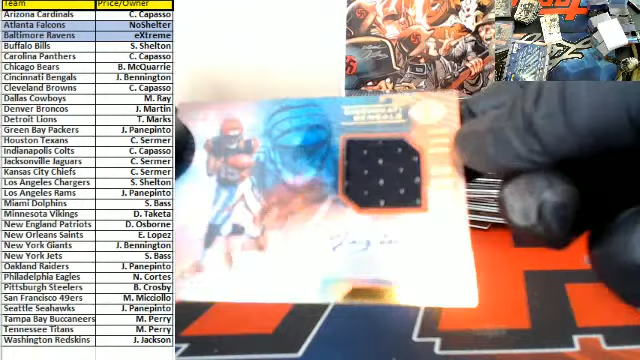 Team Price/Owner
Arizona Cardinals C. Capasso
Atlanta Falcons NoShelter
Baltimore Ravens eXtreme
Buffalo Bills S. Shelton
Carolina Panthers C. Capasso
Chicago Bears B. McQuarrie
Cincinnati Bengals J. Bennington
Cleveland Browns C. Capasso
Dallas Cowboys M. Ray
Denver Broncos J. Martin
Detroit Lions T. Marks
Green Bay Packers J. Panepinto
Houston Texans C. Sermer
Indianapolis Colts C. Capasso
Jacksonville Jaguars C. Sermer
Kansas City Chiefs C. Sermer
Los Angeles Chargers S. Shelton
Los Angeles Rams J. Panepinto
Miami Dolphins S. Bass
Minnesota Vikings D. Taketa
New England Patriots D. Osborne
New Orleans Saints E. Lopez
New York Giants J. Bennington
New York Jets S. Bass
Oakland Raiders J. Panepinto
Philadelphia Eagles N. Cortes
Pittsburgh Steelers B. Crosby
San Francisco 49ers M. Micciollo
Seattle Seahawks J. Panepinto
Tampa Bay Buccaneers M. Perry
Tennessee Titans M. Perry
Washington Redskins J. Jackson
CINCINNATI
BENGALS